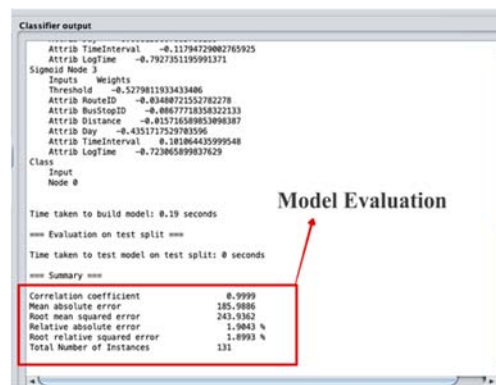 Classifier output
Attrib TimeInterval -0.11794729002765925
Attrib LogTime -0.7927351195991371
Sigmoid Node 3
Inputs Weights
Threshold -0.5279811933433406
Attrib RouteID -0.03480721552782278
Attrib BusStopID -0.08677718358322133
Attrib Distance -0.015716589853098387
Attrib Day -0.4351717529703596
Attrib TimeInterval 0.101064435999548
Attrib LogTime -0.723065899837629
Class
Input
Node 0
Time taken to build model: 0.19 seconds
Model Evaluation
=== Evaluation on test split ===
Time taken to test model on test split: 0 seconds
=== Summary ===
Correlation coefficient 0.9999
Mean absolute error 185.9886
Root mean squared error 243.9362
Relative absolute error 1.9043 %
Root relative squared error 1.8993 %
Total Number of Instances 131